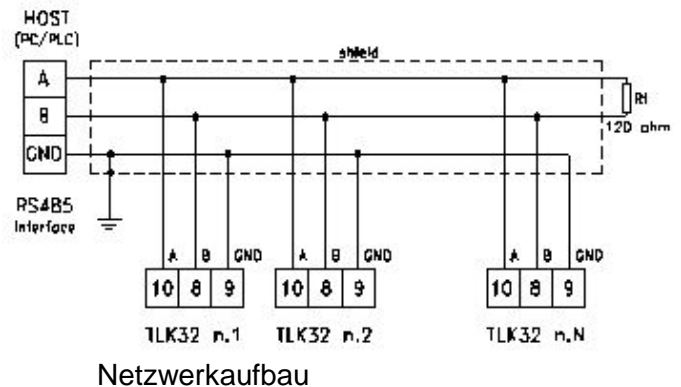 HOST
(PC/PLC)
shield
A
B
GND
Rt
120 ohm
RS485
Interface
A B GND
A B GND
A B GND
10 8 9
10 8 9
10 8 9
TLK32 n.1
TLK32 n.2
TLK32 n.N
Netzwerkaufbau